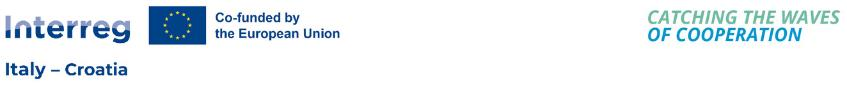 Interreg
Co-funded by
the European Union
Italy – Croatia
CATCHING THE WAVES
OF COOPERATION